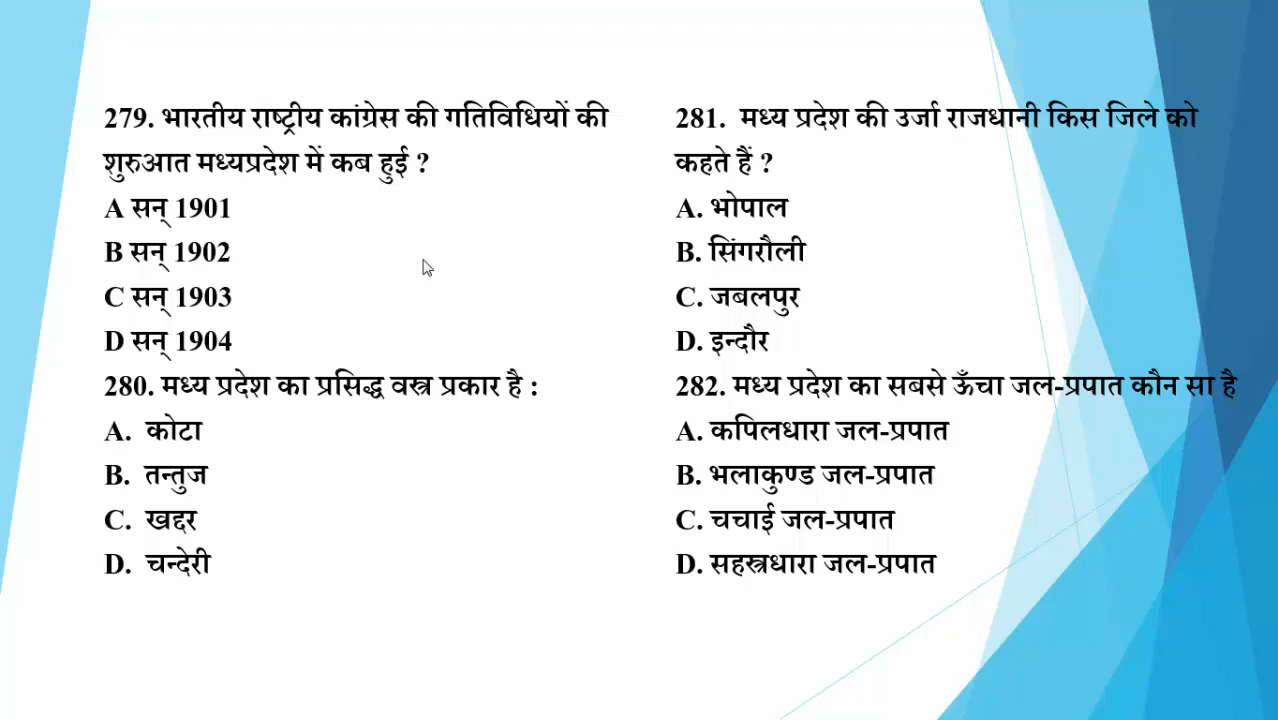 279. भारतीय राष्ट्रीय कांग्रेस की गतिविधियों की
शुरुआत मध्यप्रदेश में कब हुई ?
A सन् 1901
B सन् 1902
C सन् 1903
D सन् 1904
280. मध्य प्रदेश का प्रसिद्ध वस्त्र प्रकार है :
A. कोटा
B. तन्तुज
C. खद्दर
D. चन्देरी
281. मध्य प्रदेश की उर्जा राजधानी किस जिले को
कहते हैं ?
A. भोपाल
B. सिंगरौली
C. जबलपुर
D. इन्दौर
282. मध्य प्रदेश का सबसे ऊँचा जल-प्रपात कौन सा है
A. कपिलधारा जल-प्रपात
B. भलाकुण्ड जल-प्रपात
C. चचाई जल-प्रपात
D. सहस्त्रधारा जल-प्रपात